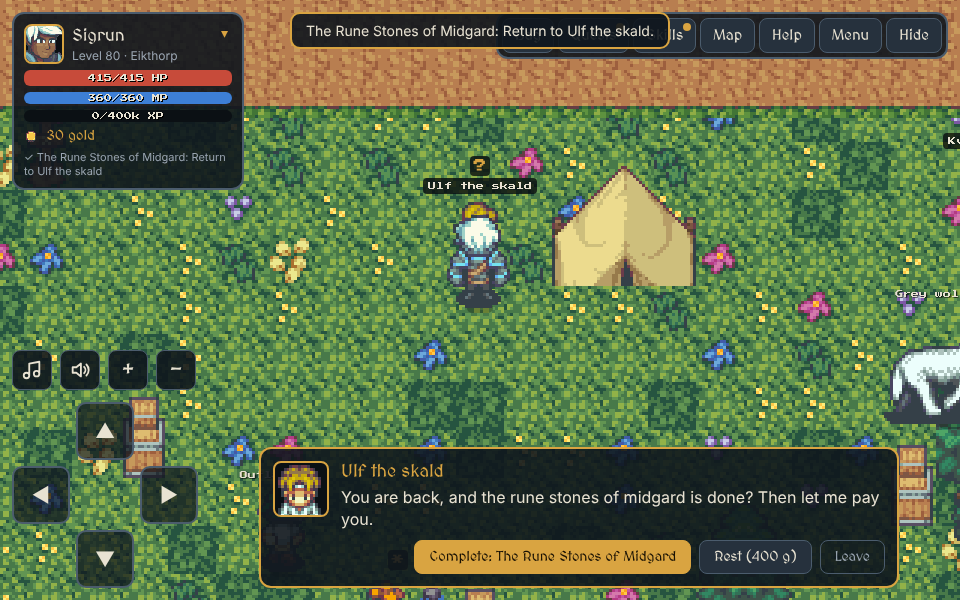 Sigrun
Level 80 · Eikthorp
415/415 HP
360/360 MP
0/400k XP
30 gold
✓ The Rune Stones of Midgard: Return
to Ulf the skald
The Rune Stones of Midgard: Return to Ulf the skald.
Map
Help
Menu
Hide
?
Ulf the skald
Ulf the skald
You are back, and the rune stones of midgard is done? Then let me pay
you.
Complete: The Rune Stones of Midgard
Rest (400 g)
Leave